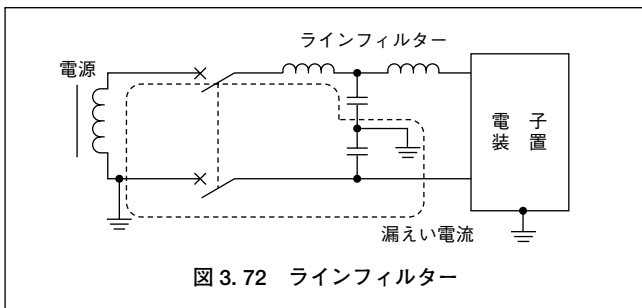 ラインフィルター
電源
電子
装置
漏えい電流
図 3. 72 ラインフィルター